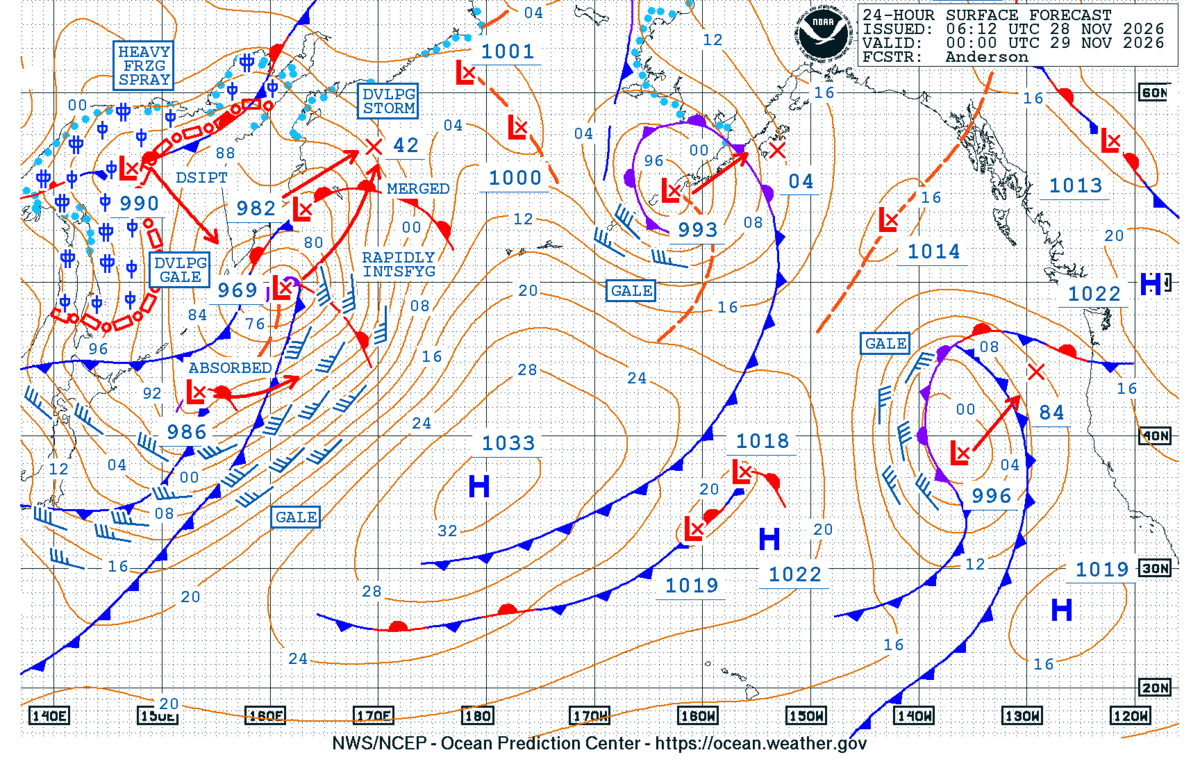 24-HOUR SURFACE FORECAST
ISSUED: 06:12 UTC 28 NOV 2026
VALID: 00:00 UTC 29 NOV 2026
FCSTR: Anderson
NOAA
04
12
1001
L
HEAVY
FRZG
SPRAY
DVLPG
STORM
00
16
16
60N
04
04
L
L
42
88
96
00
L
990
DSIPT
1000
MERGED
L
04
1013
16
982
L
993
08
L
12
00
20
80
1014
RAPIDLY
INTSFYG
DVLPG
GALE
969
L
20
GALE
1022
H
08
16
84
76
16
GALE
08
96
ABSORBED
28
24
16
92
L
00
84
986
24
1033
1018
40N
L
04
12
04
00
H
L
20
996
08
GALE
32
L
H
20
16
12
30N
1019
1022
1019
20
28
H
24
16
16
20
20N
140E
150E
160E
170E
180
170W
160W
150W
140W
130W
120W
NWS/NCEP - Ocean Prediction Center - https://ocean.weather.gov